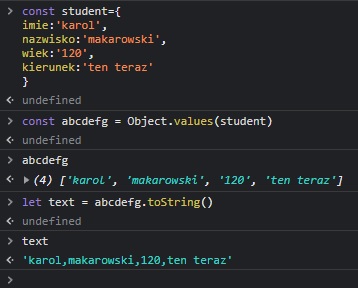 const student={
imie:'karol',
nazwisko:'makarowski',
wiek:'120',
kierunek:'ten teraz'
}
undefined
const abcdefg = Object.values(student)
undefined
abcdefg
(4) ['karol', 'makarowski', '120', 'ten teraz']
let text = abcdefg.toString()
undefined
text
'karol,makarowski,120,ten teraz'